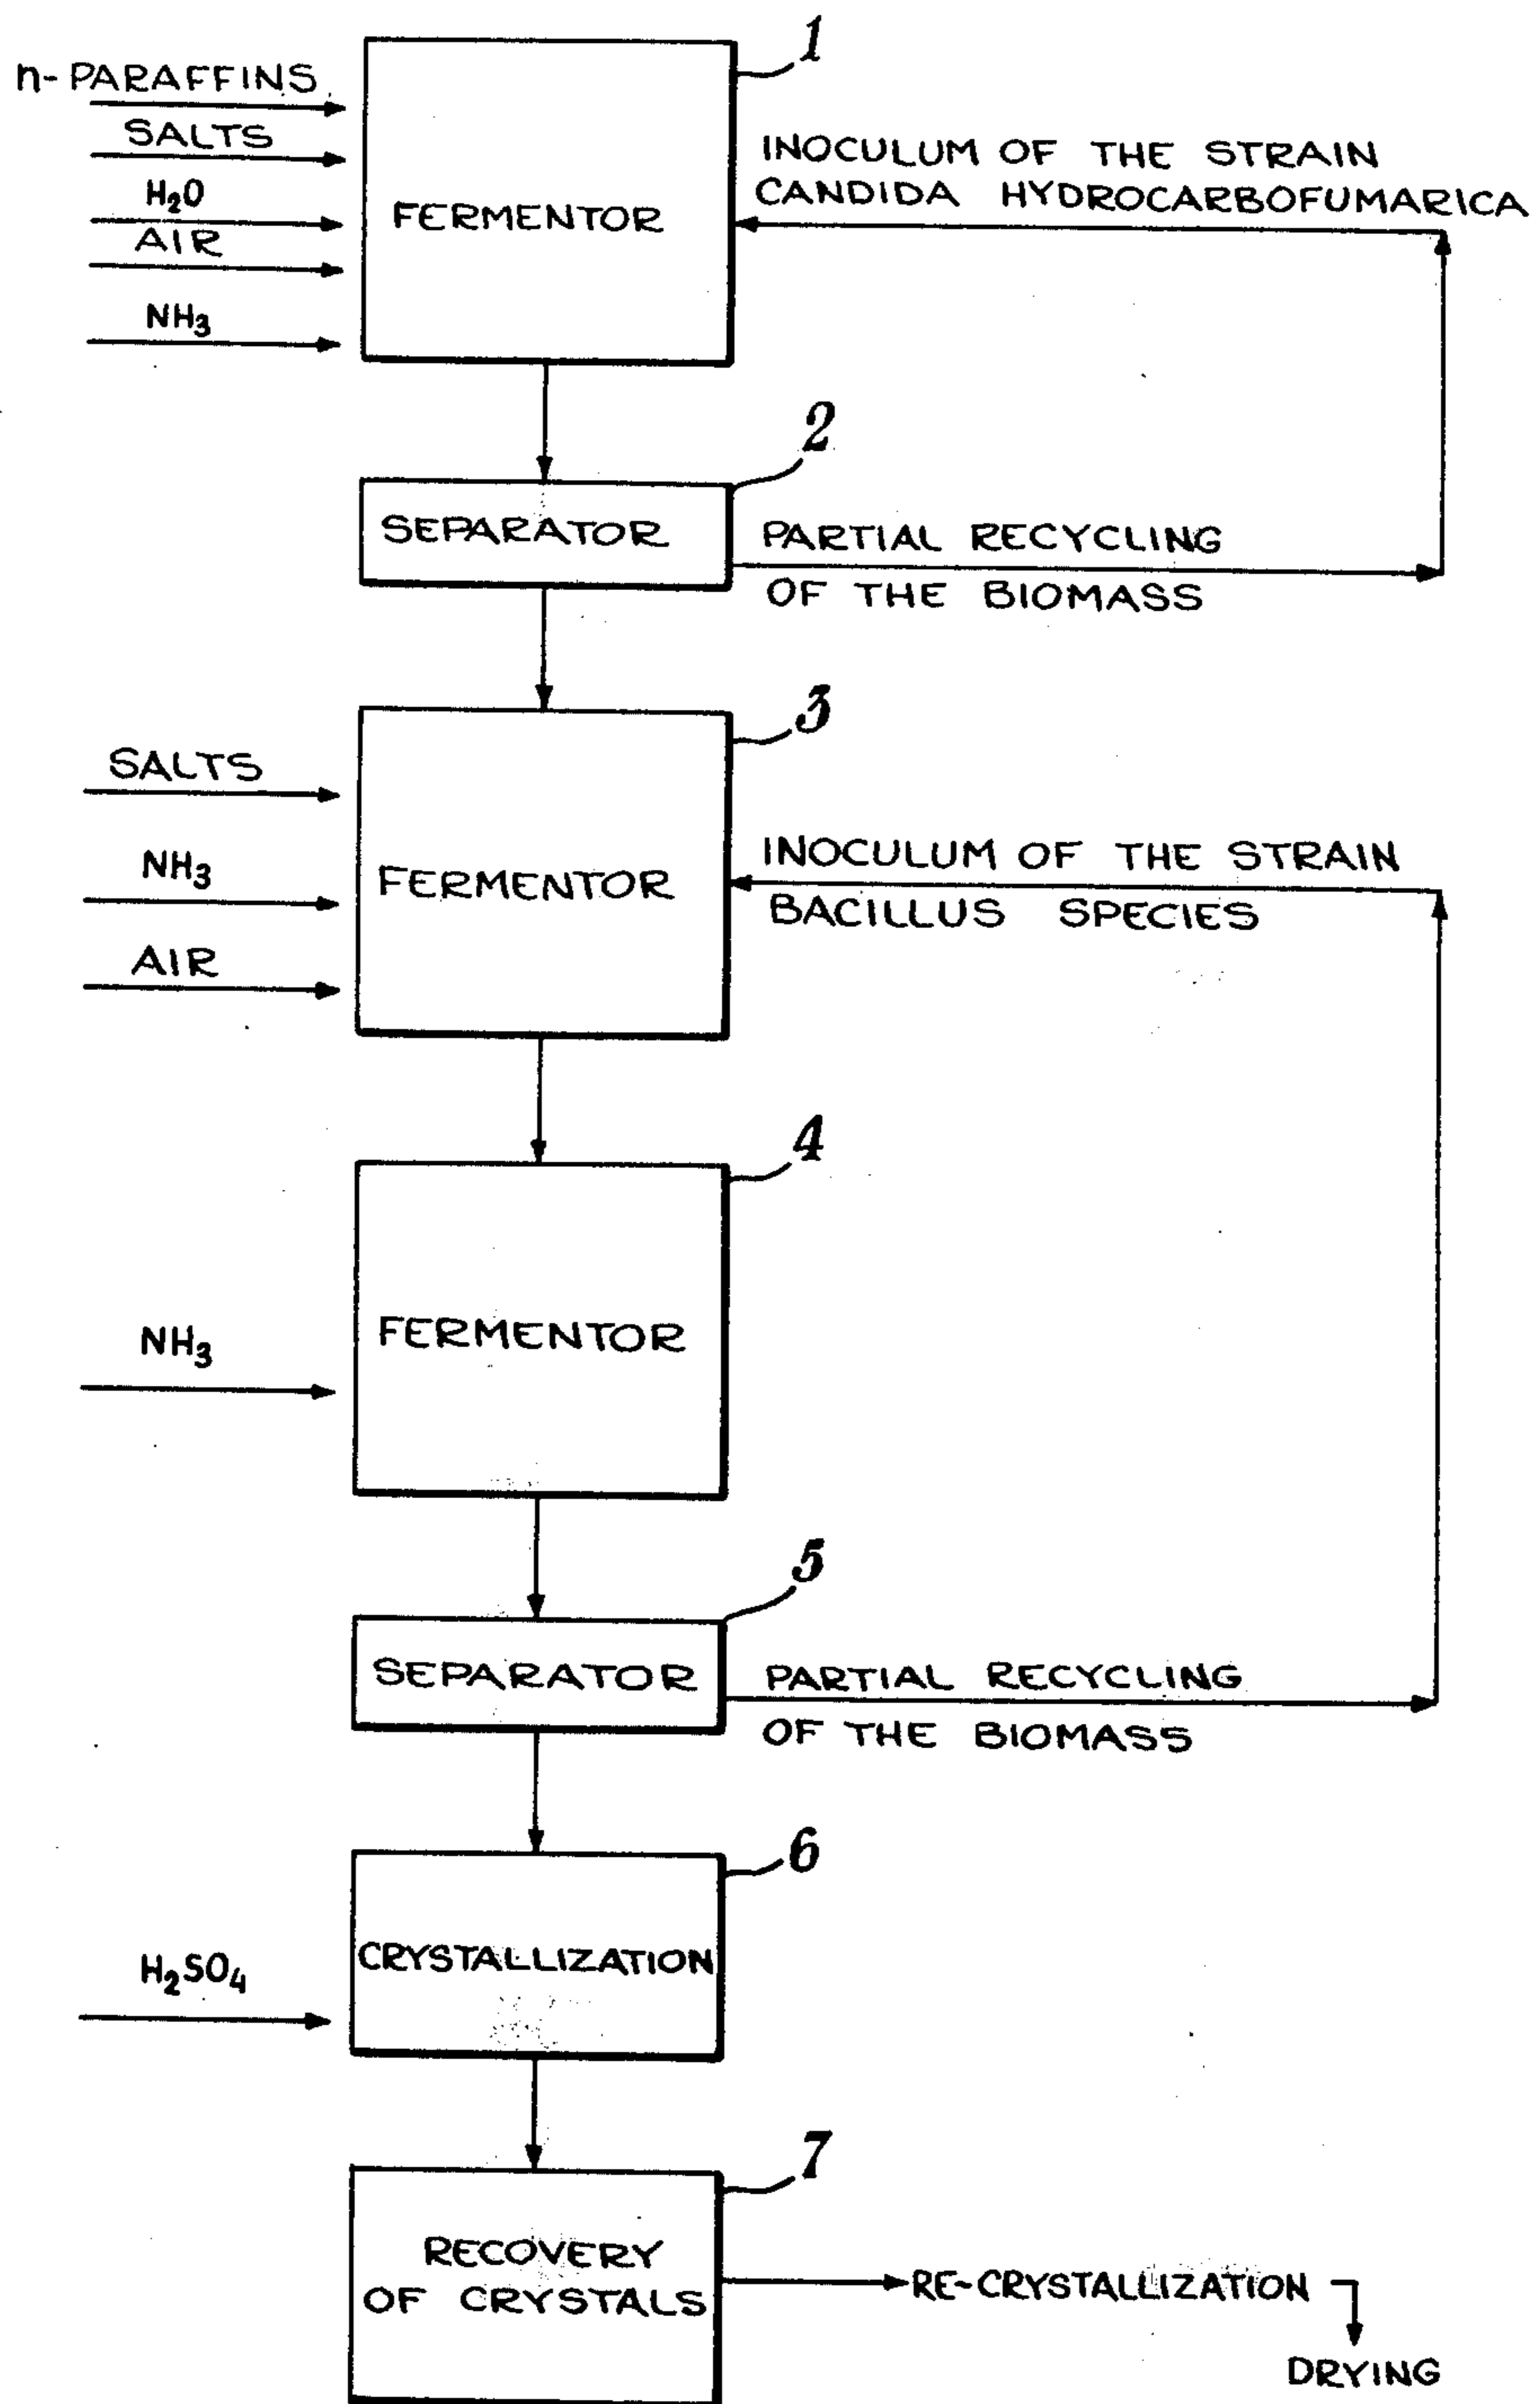 1
n-PARAFFINS
SALTS
H₂O
AIR
NH₃
FERMENTOR
INOCULUM OF THE STRAIN
CANDIDA HYDROCARBOFUMARICA
2
SEPARATOR
PARTIAL RECYCLING
OF THE BIOMASS
3
SALTS
NH₃
AIR
FERMENTOR
INOCULUM OF THE STRAIN
BACILLUS SPECIES
4
NH₃
FERMENTOR
5
SEPARATOR
PARTIAL RECYCLING
OF THE BIOMASS
6
H₂SO₄
CRYSTALLIZATION
7
RECOVERY
OF CRYSTALS
RE-CRYSTALLIZATION
DRYING